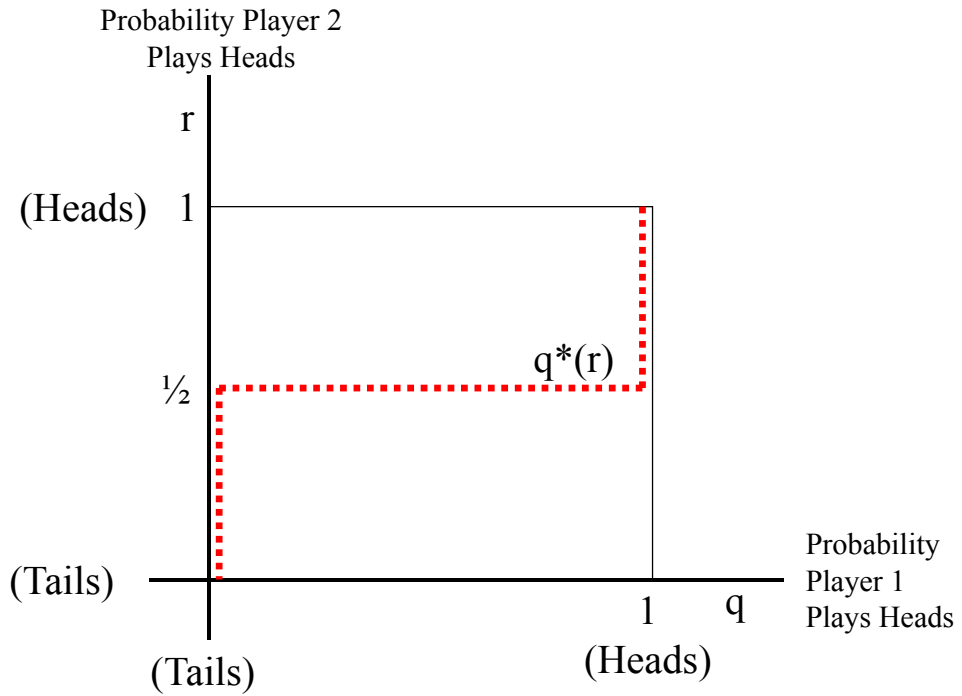 Probability Player 2
Plays Heads
r
(Heads) 1
q*(r)
½
(Tails)
Probability
Player 1
Plays Heads
1 q
(Heads)
(Tails)